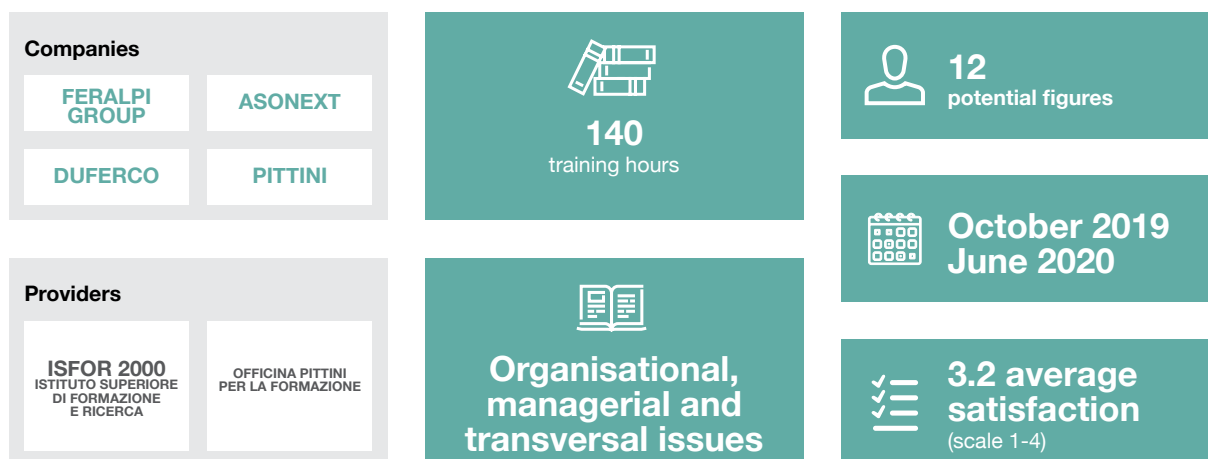 Companies
FERALPI
GROUP
ASONEXT
DUFERCO
PITTINI
Providers
ISFOR 2000
ISTITUTO SUPERIORE
DI FORMAZIONE
E RICERCA
OFFICINA PITTINI
PER LA FORMAZIONE
140
training hours
Organisational,
managerial and
transversal issues
12
potential figures
October 2019
June 2020
3.2 average
satisfaction
(scale 1-4)